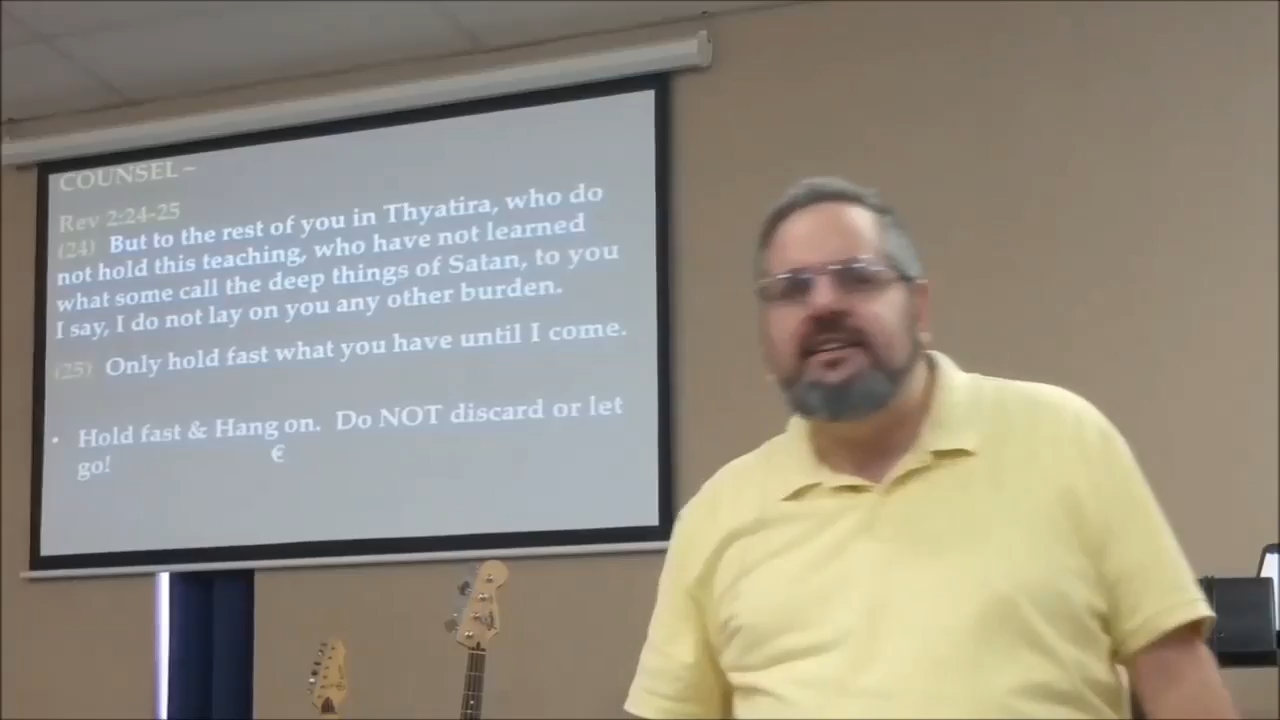 COUNSEL –
Rev 2:24-25
(24) But to the rest of you in Thyatira, who do
not hold this teaching, who have not learned
what some call the deep things of Satan, to you
I say, I do not lay on you any other burden.
(25) Only hold fast what you have until I come.
• Hold fast & Hang on. Do NOT discard or let
go!
€